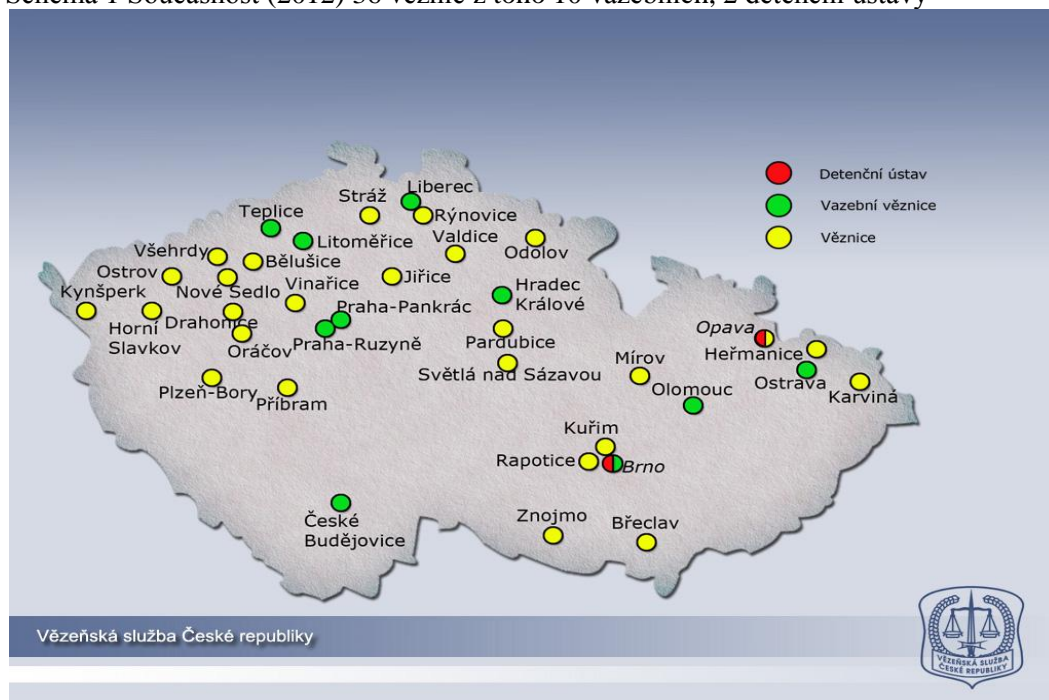 Schéma 1 Současnost (2012) 36 věznic z toho 10 vazebních, 2 detenční ústavy
Detenční ústav
Vazební věznice
Věznice
Liberec
Stráž
Rýnovice
Teplice
Litoměřice
Valdice
Odolov
Všehrdy
Bělušice
Ostrov
Nové Sedlo
Vinařice
Jiřice
Hradec
Králové
Kynšperk
Horní
Slavkov
Drahonice
Praha-Pankrác
Oráčov
Praha-Ruzyně
Pardubice
Opava
Heřmanice
Světlá nad Sázavou
Mírov
Ostrava
Karviná
Plzeň-Bory
Příbram
Olomouc
Kuřim
Rapotice
Brno
České
Budějovice
Znojmo
Břeclav
Vězeňská služba České republiky
VĚZEŇSKÁ SLUŽBA
ČESKÉ REPUBLIKY